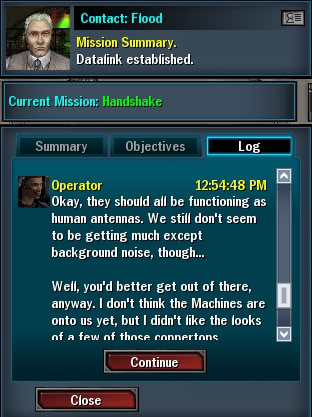 Contact: Flood
Mission Summary.
Datalink established.
Current Mission: Handshake
Summary
Objectives
Log
Operator 12:54:48 PM
Okay, they should all be functioning as
human antennas. We still don't seem
to be getting much except
background noise, though...
Well, you'd better get out of there,
anyway. I don't think the Machines are
onto us yet, but I didn't like the looks
of a few of those coppertops
Continue
Close